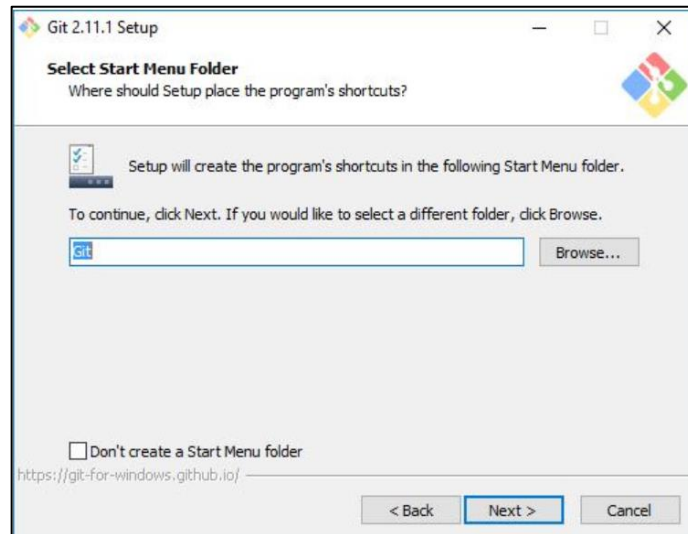 Git 2.11.1 Setup
Select Start Menu Folder
Where should Setup place the program's shortcuts?
Setup will create the program's shortcuts in the following Start Menu folder.
To continue, click Next. If you would like to select a different folder, click Browse.
Git
Browse...
Don't create a Start Menu folder
https://git-for-windows.github.io/
< Back
Next >
Cancel